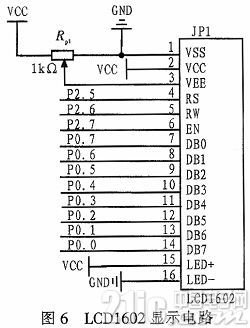 VCC
GND
JP1
1kΩ
1 VSS
VCC 2 VCC
3 VEE
P2.5 4 RS
P2.6 5 RW
P2.7 6 EN
P0.7 7 DB0
P0.6 8 DB1
P0.5 9 DB2
P0.4 10 DB3
P0.3 11 DB4
P0.2 12 DB5
P0.1 13 DB6
P0.0 14 DB7
VCC 15 LED+
GND 16 LED-
LCD1602
图 6 LCD1602 显示电路